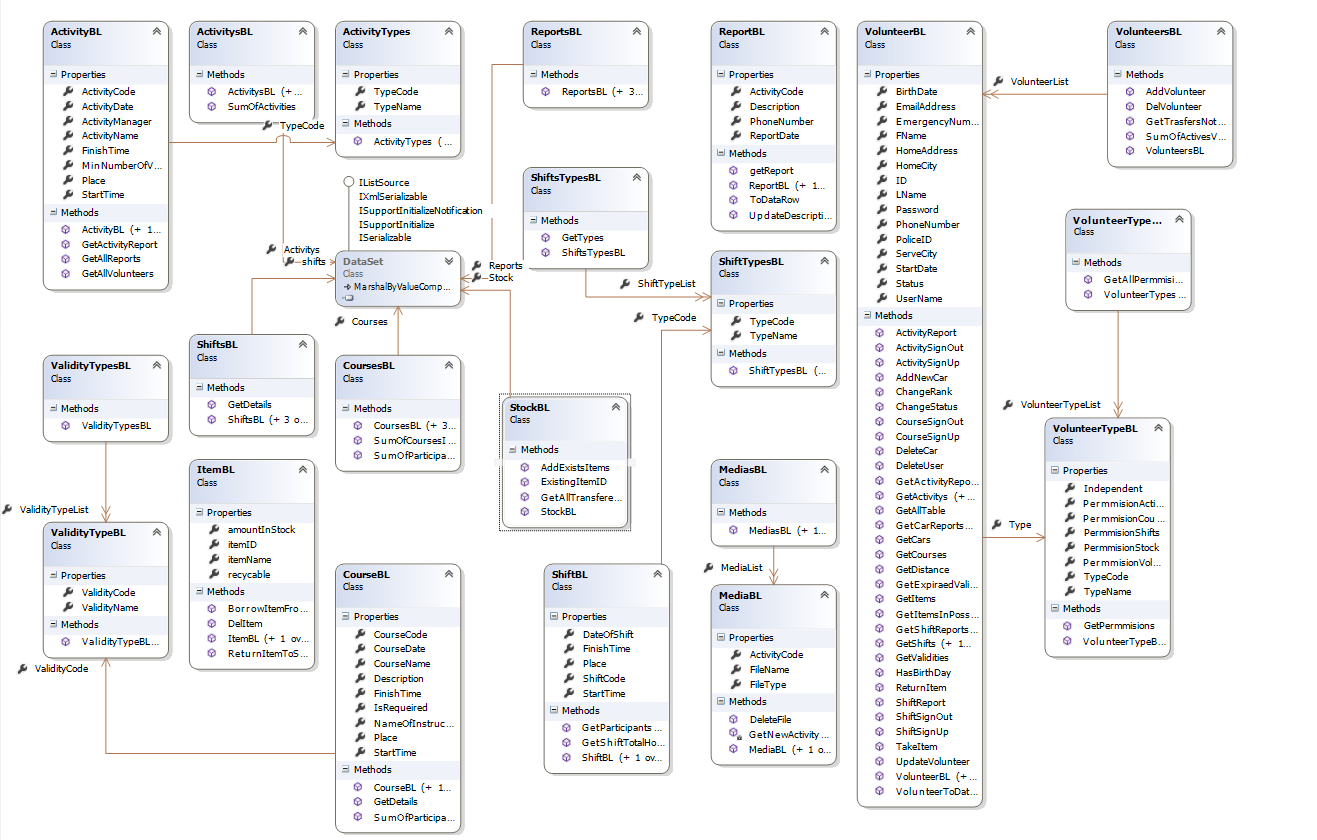 ActivityBL
Class
Properties
ActivityCode
ActivityDate
ActivityManager
ActivityName
FinishTime
MinNumberOfV...
Place
StartTime
Methods
ActivityBL (+ 1...
GetActivityReport
GetAllReports
GetAllVolunteers
ActivitysBL
Class
Methods
ActivitysBL (+ ...
SumOfActivities
TypeCode
ActivityTypes
Class
Properties
TypeCode
TypeName
Methods
ActivityTypes (...
IListSource
IXmlSerializable
ISupportInitializeNotification
ISupportInitialize
ISerializable
Activitys
shifts
DataSet
Class
MarshalByValueComp...
Reports
Stock
Courses
ReportsBL
Class
Methods
ReportsBL (+ 3...
ShiftsTypesBL
Class
Methods
GetTypes
ShiftsTypesBL
ShiftTypeList
TypeCode
ReportBL
Class
Properties
ActivityCode
Description
PhoneNumber
ReportDate
Methods
getReport
ReportBL (+ 1...
ToDataRow
UpdateDescripti...
ShiftTypesBL
Class
Properties
TypeCode
TypeName
Methods
ShiftTypesBL (...
VolunteerBL
Class
Properties
BirthDate
EmailAddress
EmergencyNum...
FName
HomeAddress
HomeCity
ID
LName
Password
PhoneNumber
PoliceID
ServeCity
StartDate
Status
UserName
Methods
ActivityReport
ActivitySignOut
ActivitySignUp
AddNewCar
ChangeRank
ChangeStatus
CourseSignOut
CourseSignUp
DeleteCar
DeleteUser
GetActivityRepo...
GetActivitys (+ ...
GetAllTable
GetCarReports ...
GetCars
GetCourses
GetDistance
GetExpiraedVali...
GetItems
GetItemsInPoss...
GetShiftReports...
GetShifts (+ 1...
GetValidities
HasBirthDay
ReturnItem
ShiftReport
ShiftSignOut
ShiftSignUp
TakeItem
UpdateVolunteer
VolunteerBL (+ ...
VolunteerToDat...
VolunteerList
VolunteersBL
Class
Methods
AddVolunteer
DelVolunteer
GetTrasfersNot...
SumOfActivesV...
VolunteersBL
VolunteerType...
Class
Methods
GetAllPermmisi...
VolunteerTypes ...
VolunteerTypeList
Type
VolunteerTypeBL
Class
Properties
Independent
PermmisionActi...
PermmisionCou...
PermmisionShifts
PermmisionStock
PermmisionVol...
TypeCode
TypeName
Methods
GetPermmisions
VolunteerTypeB...
ValidityTypesBL
Class
Methods
ValidityTypesBL
ValidityTypeList
ValidityTypeBL
Class
Properties
ValidityCode
ValidityName
Methods
ValidityTypeBL...
ValidityCode
ShiftsBL
Class
Methods
GetDetails
ShiftsBL (+ 3 o...
ItemBL
Class
Properties
amountInStock
itemID
itemName
recycable
Methods
BorrowItemFro...
DelItem
ItemBL (+ 1 ov...
ReturnItemToS...
CoursesBL
Class
Methods
CoursesBL (+ 3...
SumOfCoursesI...
SumOfParticipa...
CourseBL
Class
Properties
CourseCode
CourseDate
CourseName
Description
FinishTime
IsRequeired
NameOfInstruc...
Place
StartTime
Methods
CourseBL (+ 1...
GetDetails
SumOfParticipa...
StockBL
Class
Methods
AddExistsItems
ExistingItemID
GetAllTransfere...
StockBL
ShiftBL
Class
Properties
DateOfShift
FinishTime
Place
ShiftCode
StartTime
Methods
GetParticipants ...
GetShiftTotalHo...
ShiftBL (+ 1 ov...
MediasBL
Class
Methods
MediasBL (+ 1...
MediaList
MediaBL
Class
Properties
ActivityCode
FileName
FileType
Methods
DeleteFile
GetNewActivity ...
MediaBL (+ 1 o...